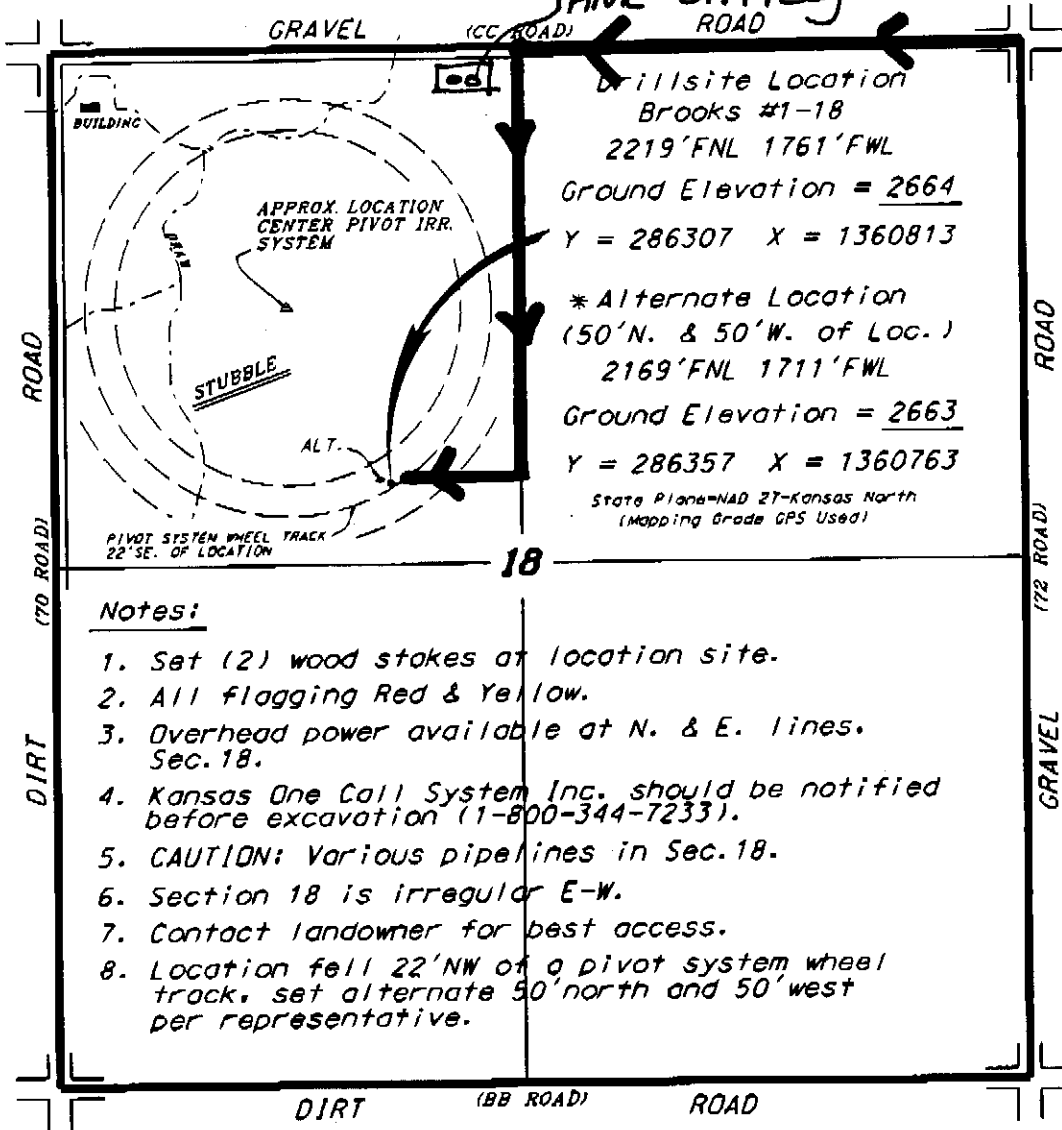 TANK BATTERY
GRAVEL (CC ROAD) ROAD
BUILDING
APPROX. LOCATION
CENTER PIVOT IRR.
SYSTEM
DRAW
STUBBLE
ALT.
PIVOT SYSTEM WHEEL TRACK
22'SE. OF LOCATION
Drillsite Location
Brooks #1-18
2219'FNL 1761'FWL
Ground Elevation = 2664
Y = 286307 X = 1360813
* Alternate Location
(50'N. & 50'W. of Loc.)
2169'FNL 1711'FWL
Ground Elevation = 2663
Y = 286357 X = 1360763
State Plane-NAD 27-Kansas North
(Mapping Grade GPS Used)
18
ROAD
(70 ROAD)
DIRT
ROAD
(72 ROAD)
GRAVEL
Notes:
1. Set (2) wood stakes at location site.
2. All flagging Red & Yellow.
3. Overhead power available at N. & E. lines.
Sec.18.
4. Kansas One Call System Inc. should be notified
before excavation (1-800-344-7233).
5. CAUTION: Various pipelines in Sec.18.
6. Section 18 is irregular E-W.
7. Contact landowner for best access.
8. Location fell 22'NW of a pivot system wheel
track, set alternate 50'north and 50'west
per representative.
DIRT (BB ROAD) ROAD